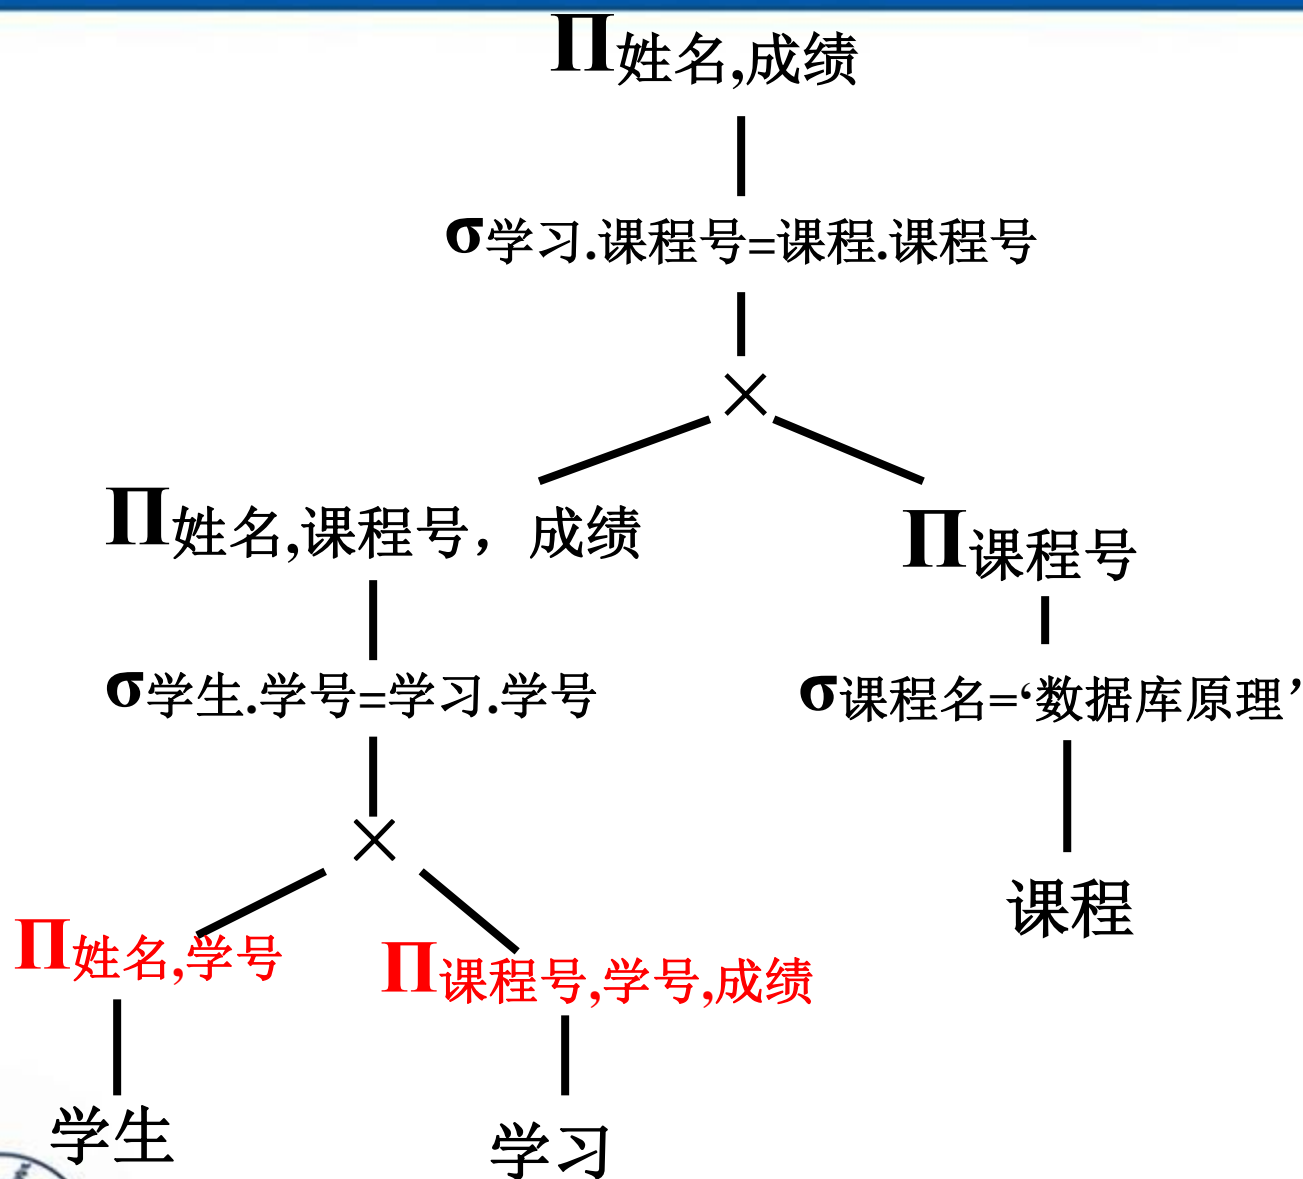 Π姓名,成绩
σ学习.课程号=课程.课程号
×
Π姓名,课程号，成绩
Π课程号
σ学生.学号=学习.学号
σ课程名=‘数据库原理’
×
课程
Π姓名,学号
Π课程号,学号,成绩
学生
学习